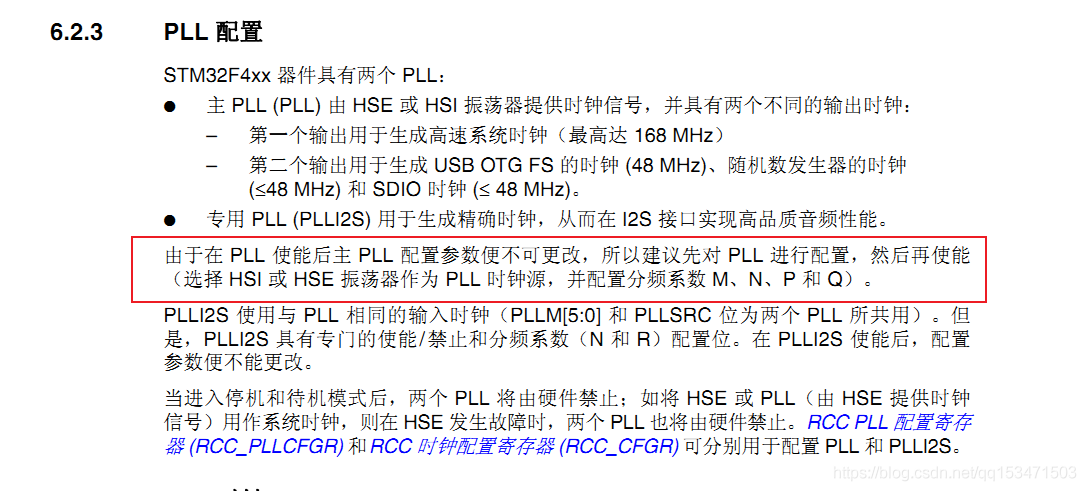 6.2.3 PLL 配置
STM32F4xx 器件具有两个 PLL：
● 主 PLL (PLL) 由 HSE 或 HSI 振荡器提供时钟信号，并具有两个不同的输出时钟：
– 第一个输出用于生成高速系统时钟（最高达 168 MHz）
– 第二个输出用于生成 USB OTG FS 的时钟 (48 MHz)、随机数发生器的时钟
(≤48 MHz) 和 SDIO 时钟 (≤ 48 MHz)。
● 专用 PLL (PLLI2S) 用于生成精确时钟，从而在 I2S 接口实现高品质音频性能。
由于在 PLL 使能后主 PLL 配置参数便不可更改，所以建议先对 PLL 进行配置，然后再使能
（选择 HSI 或 HSE 振荡器作为 PLL 时钟源，并配置分频系数 M、N、P 和 Q）。
PLLI2S 使用与 PLL 相同的输入时钟（PLLM[5:0] 和 PLLSRC 位为两个 PLL 所共用）。但
是，PLLI2S 具有专门的使能/禁止和分频系数（N 和 R）配置位。在 PLLI2S 使能后，配置
参数便不能更改。
当进入停机和待机模式后，两个 PLL 将由硬件禁止；如将 HSE 或 PLL（由 HSE 提供时钟
信号）用作系统时钟，则在 HSE 发生故障时，两个 PLL 也将由硬件禁止。RCC PLL 配置寄存
器 (RCC_PLLCFGR) 和 RCC 时钟配置寄存器 (RCC_CFGR) 可分别用于配置 PLL 和 PLLI2S。
https://blog.csdn.net/qq153471503